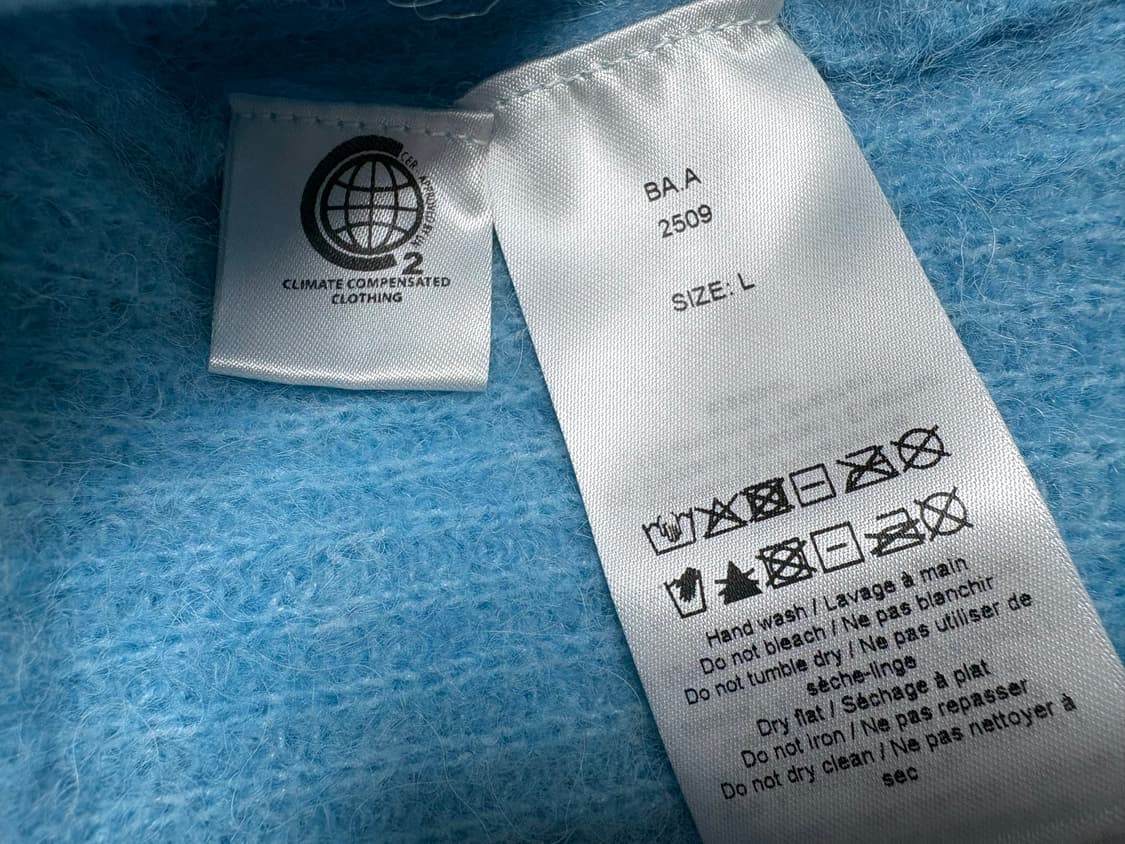 2
CLIMATE COMPENSATED
CLOTHING
BA.A
2509
SIZE: L
Hand wash / Lavage à main
Do not bleach / Ne pas blanchir
Do not tumble dry / Ne pas utiliser de
sèche-linge
Dry flat / Séchage à plat
Do not iron / Ne pas repasser
Do not dry clean / Ne pas nettoyer à
sec